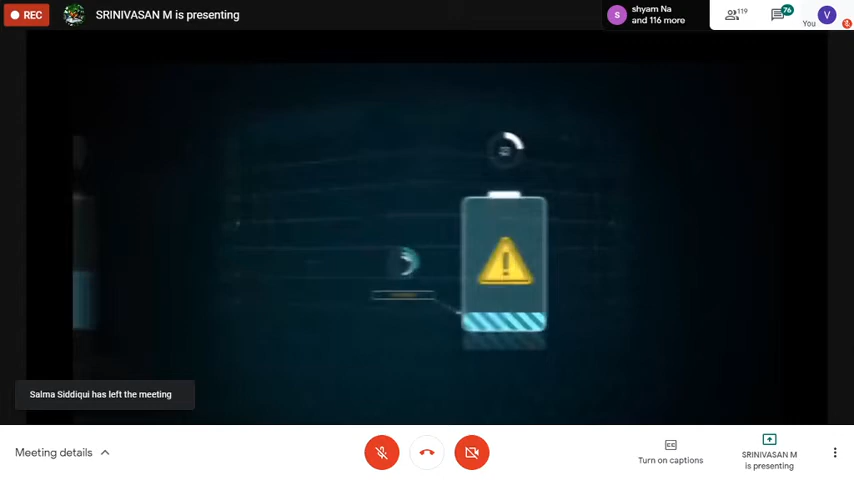 REC
SRINIVASAN M is presenting
S
shyam Na
and 116 more
119
76
You
V
Salma Siddiqui has left the meeting
Meeting details
CC
Turn on captions
SRINIVASAN M
is presenting